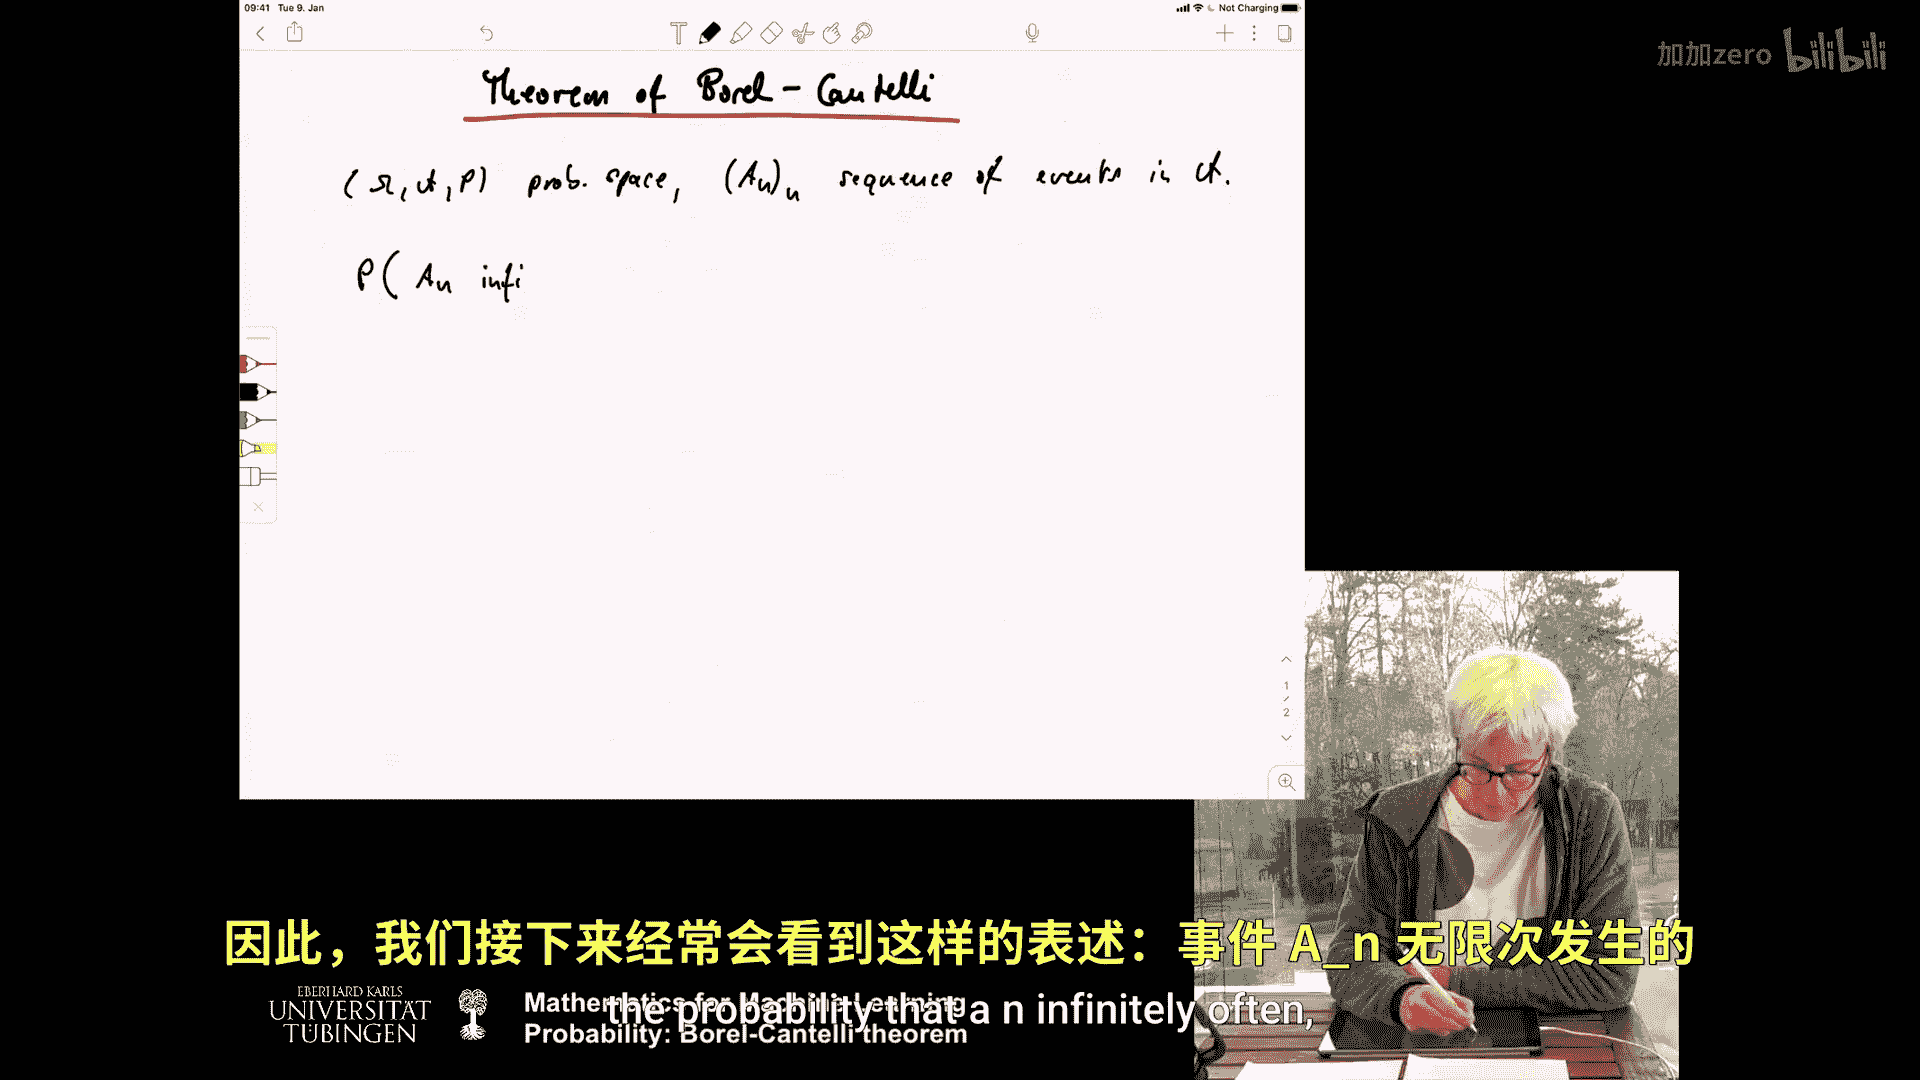 09:41 Tue 9. Jan
Not Charging
加加zero bilibili
Theorem of Borel - Cantelli
(Ω, 𝒜, P) prob. space, (An)n sequence of events in 𝒜.
P( An infi
1
/
2
因此，我们接下来经常会看到这样的表述：事件 A_n 无限次发生的
the probability that a n infinitely often,
EBERHARD KARLS
UNIVERSITÄT
TÜBINGEN
Mathematics for Machine Learning
Probability: Borel-Cantelli theorem